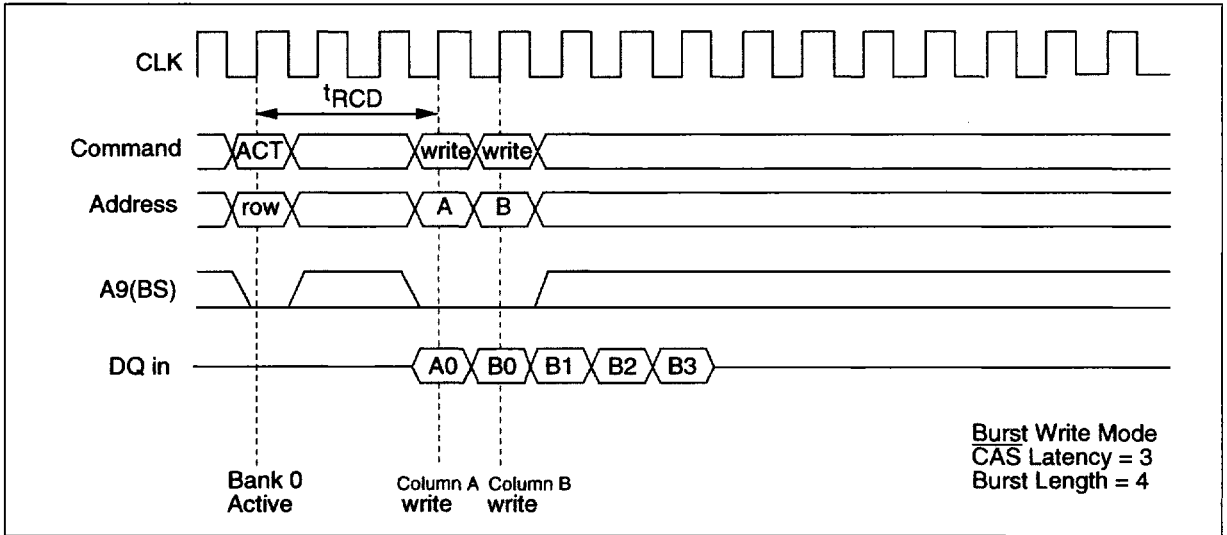 CLK
tRCD
Command ACT write write
Address row A B
A9(BS)
DQ in A0 B0 B1 B2 B3
Bank 0
Active
Column A
write
Column B
write
Burst Write Mode
CAS Latency = 3
Burst Length = 4